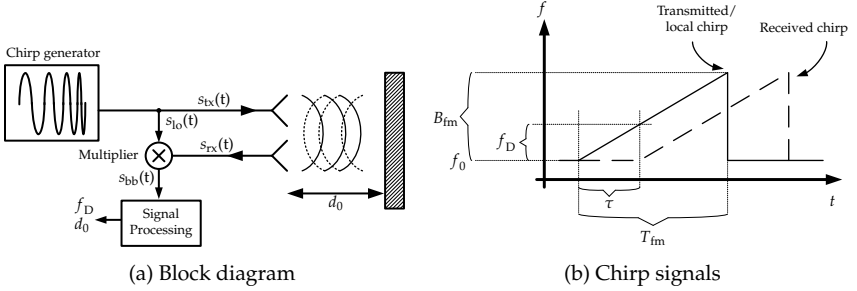 Chirp generator
s_tx(t)
s_lo(t)
Multiplier
s_rx(t)
s_bb(t)
f_D
d_0
Signal
Processing
d_0
(a) Block diagram
f
Transmitted/
local chirp
Received chirp
B_fm
f_D
f_0
τ
t
T_fm
(b) Chirp signals